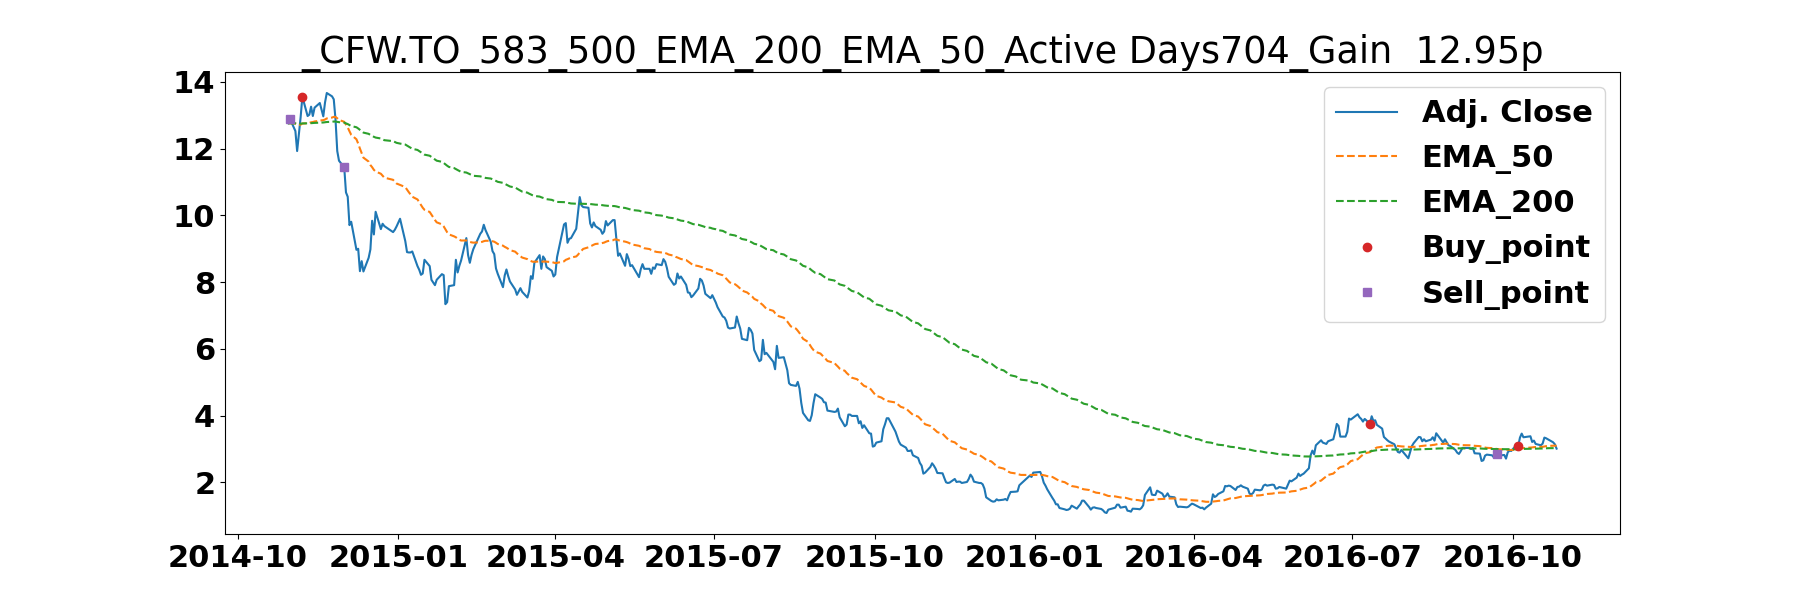 _CFW.TO_583_500_EMA_200_EMA_50_Active Days704_Gain  12.95p
14
12
10
8
6
4
2
Adj. Close
EMA_50
EMA_200
Buy_point
Sell_point
2014-10 2015-01 2015-04 2015-07 2015-10 2016-01 2016-04 2016-07 2016-10